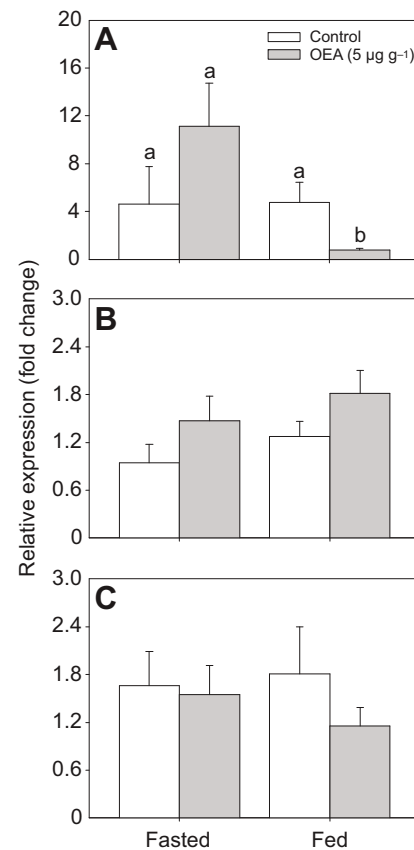 Relative expression (fold change)
A
Control
OEA (5 µg g–1)
20
16
12
8
4
0
a
a
a
b
B
3.0
2.4
1.8
1.2
0.6
0
C
3.0
2.4
1.8
1.2
0.6
0
Fasted Fed